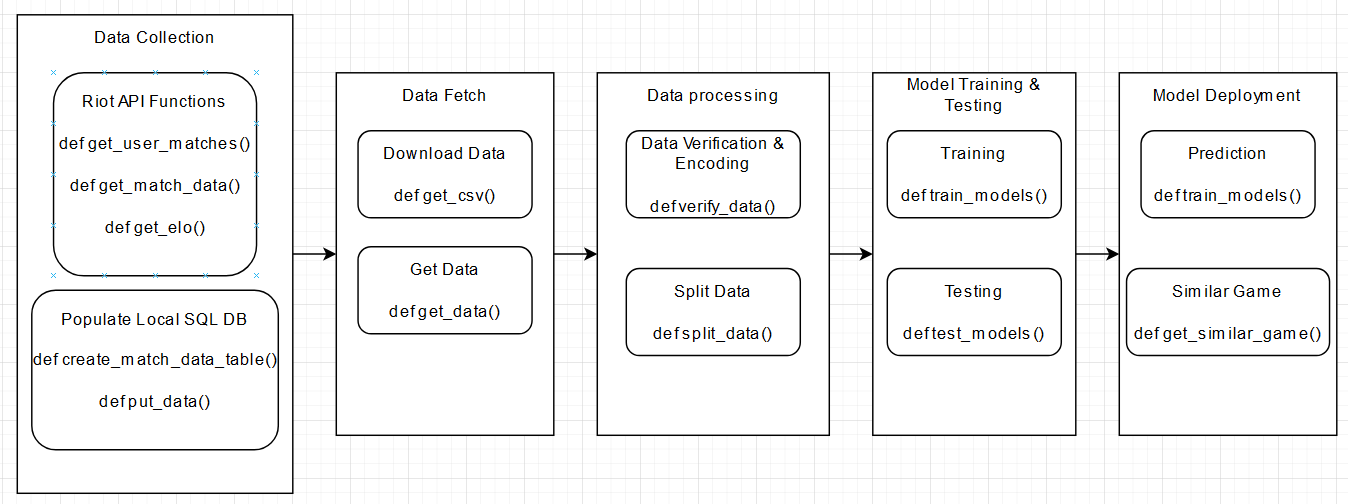 Data Collection
Riot API Functions
def get_user_matches()
def get_match_data()
def get_elo()
Populate Local SQL DB
def create_match_data_table()
def put_data()
Data Fetch
Download Data
def get_csv()
Get Data
def get_data()
Data processing
Data Verification &
Encoding
def verify_data()
Split Data
def split_data()
Model Training &
Testing
Training
def train_models()
Testing
def test_models()
Model Deployment
Prediction
def train_models()
Similar Game
def get_similar_game()